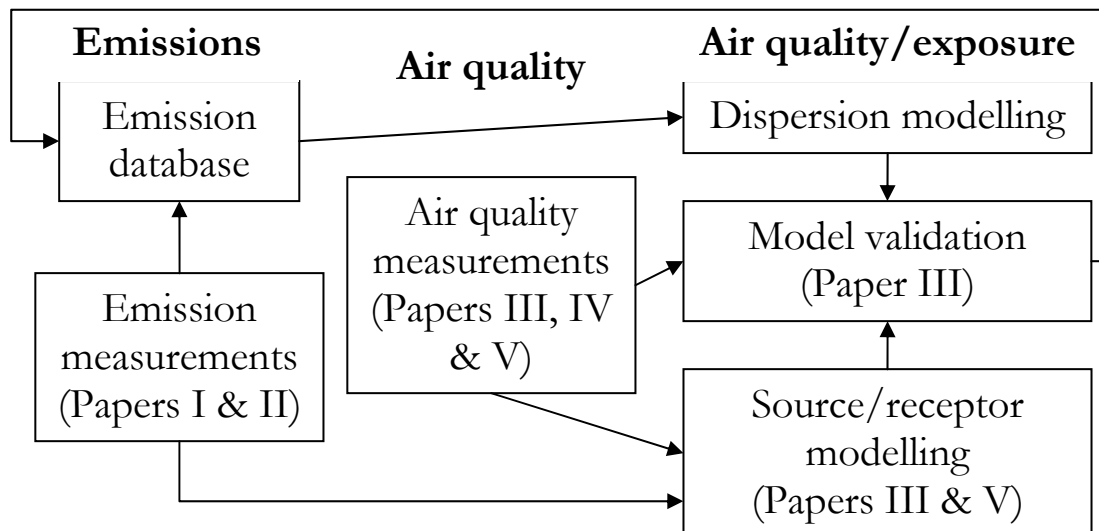 Emissions
Air quality
Air quality/exposure
Emission
database
Dispersion modelling
Air quality
measurements
(Papers III, IV
& V)
Model validation
(Paper III)
Emission
measurements
(Papers I & II)
Source/receptor
modelling
(Papers III & V)